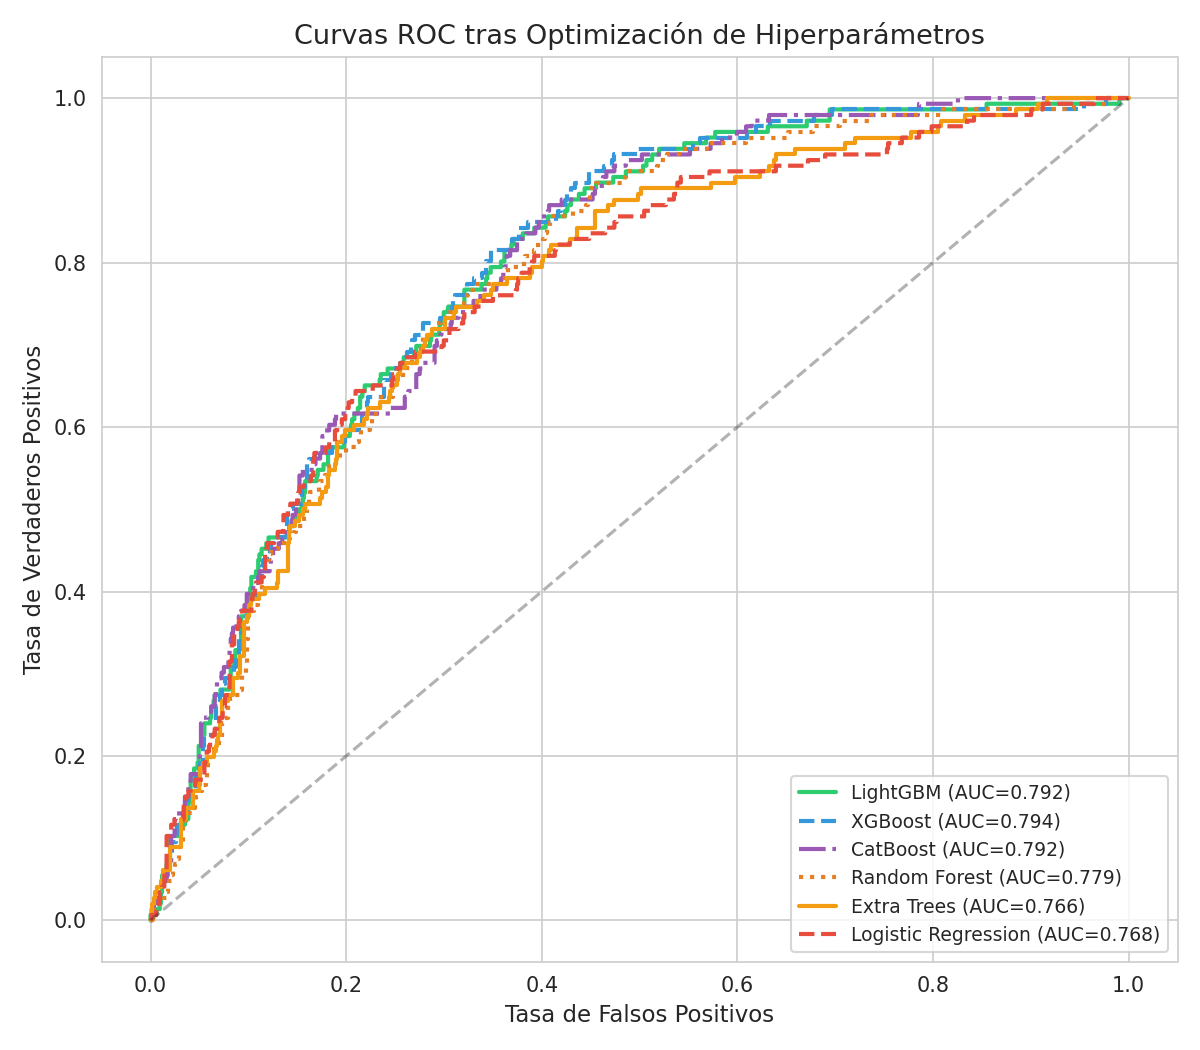 Curvas ROC tras Optimización de Hiperparámetros
Tasa de Verdaderos Positivos
1.0
0.8
0.6
0.4
0.2
0.0
LightGBM (AUC=0.792)
XGBoost (AUC=0.794)
CatBoost (AUC=0.792)
Random Forest (AUC=0.779)
Extra Trees (AUC=0.766)
Logistic Regression (AUC=0.768)
0.0 0.2 0.4 0.6 0.8 1.0
Tasa de Falsos Positivos